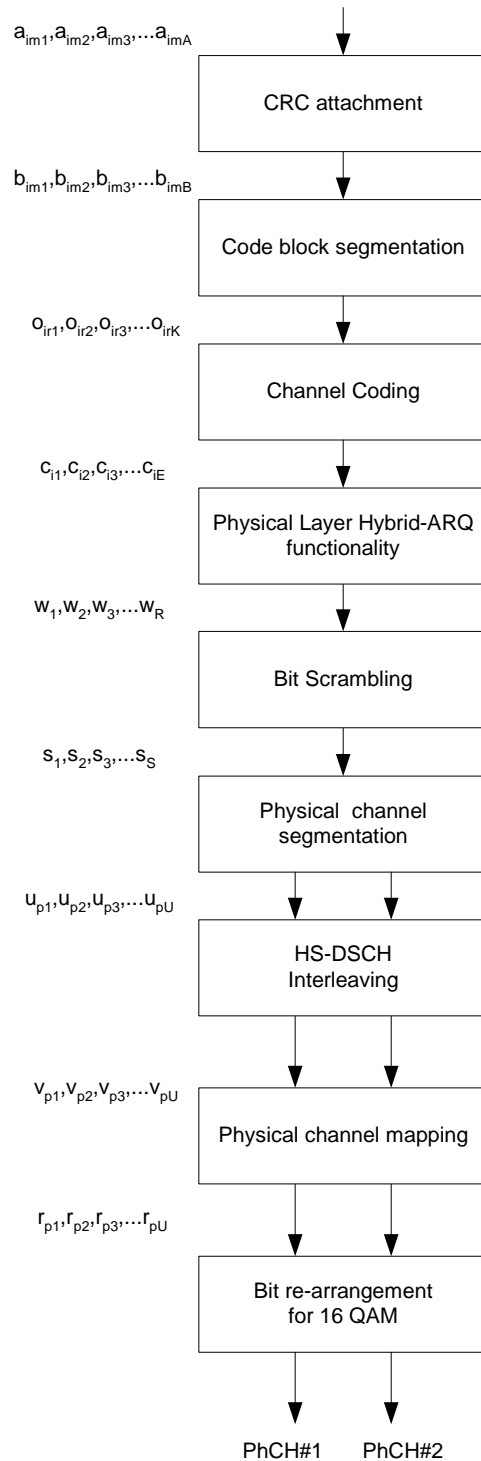 a_im1,a_im2,a_im3,...a_imA
CRC attachment
b_im1,b_im2,b_im3,...b_imB
Code block segmentation
o_ir1,o_ir2,o_ir3,...o_irK
Channel Coding
c_i1,c_i2,c_i3,...c_iE
Physical Layer Hybrid-ARQ
functionality
w_1,w_2,w_3,...w_R
Bit Scrambling
s_1,s_2,s_3,...s_S
Physical channel
segmentation
u_p1,u_p2,u_p3,...u_pU
HS-DSCH
Interleaving
v_p1,v_p2,v_p3,...v_pU
Physical channel mapping
r_p1,r_p2,r_p3,...r_pU
Bit re-arrangement
for 16 QAM
PhCH#1 PhCH#2